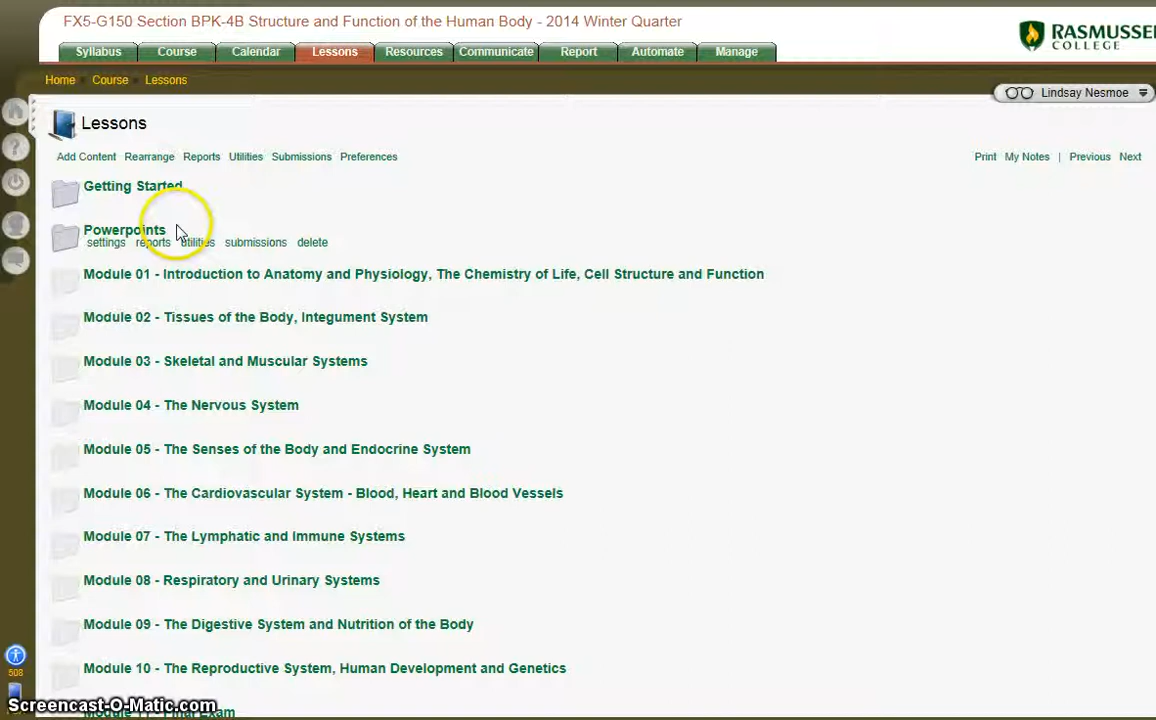 FX5-G150 Section BPK-4B Structure and Function of the Human Body - 2014 Winter Quarter
RASMUSSE
COLLEGE
Syllabus Course Calendar Lessons Resources Communicate Report Automate Manage
Home Course Lessons
Lindsay Nesmoe
Lessons
Add Content Rearrange Reports Utilities Submissions Preferences
Print My Notes | Previous Next
Getting Started
Powerpoints
settings reports utilities submissions delete
Module 01 - Introduction to Anatomy and Physiology, The Chemistry of Life, Cell Structure and Function
Module 02 - Tissues of the Body, Integument System
Module 03 - Skeletal and Muscular Systems
Module 04 - The Nervous System
Module 05 - The Senses of the Body and Endocrine System
Module 06 - The Cardiovascular System - Blood, Heart and Blood Vessels
Module 07 - The Lymphatic and Immune Systems
Module 08 - Respiratory and Urinary Systems
Module 09 - The Digestive System and Nutrition of the Body
Module 10 - The Reproductive System, Human Development and Genetics
508
Screencast-O-Matic.com
Final Exam